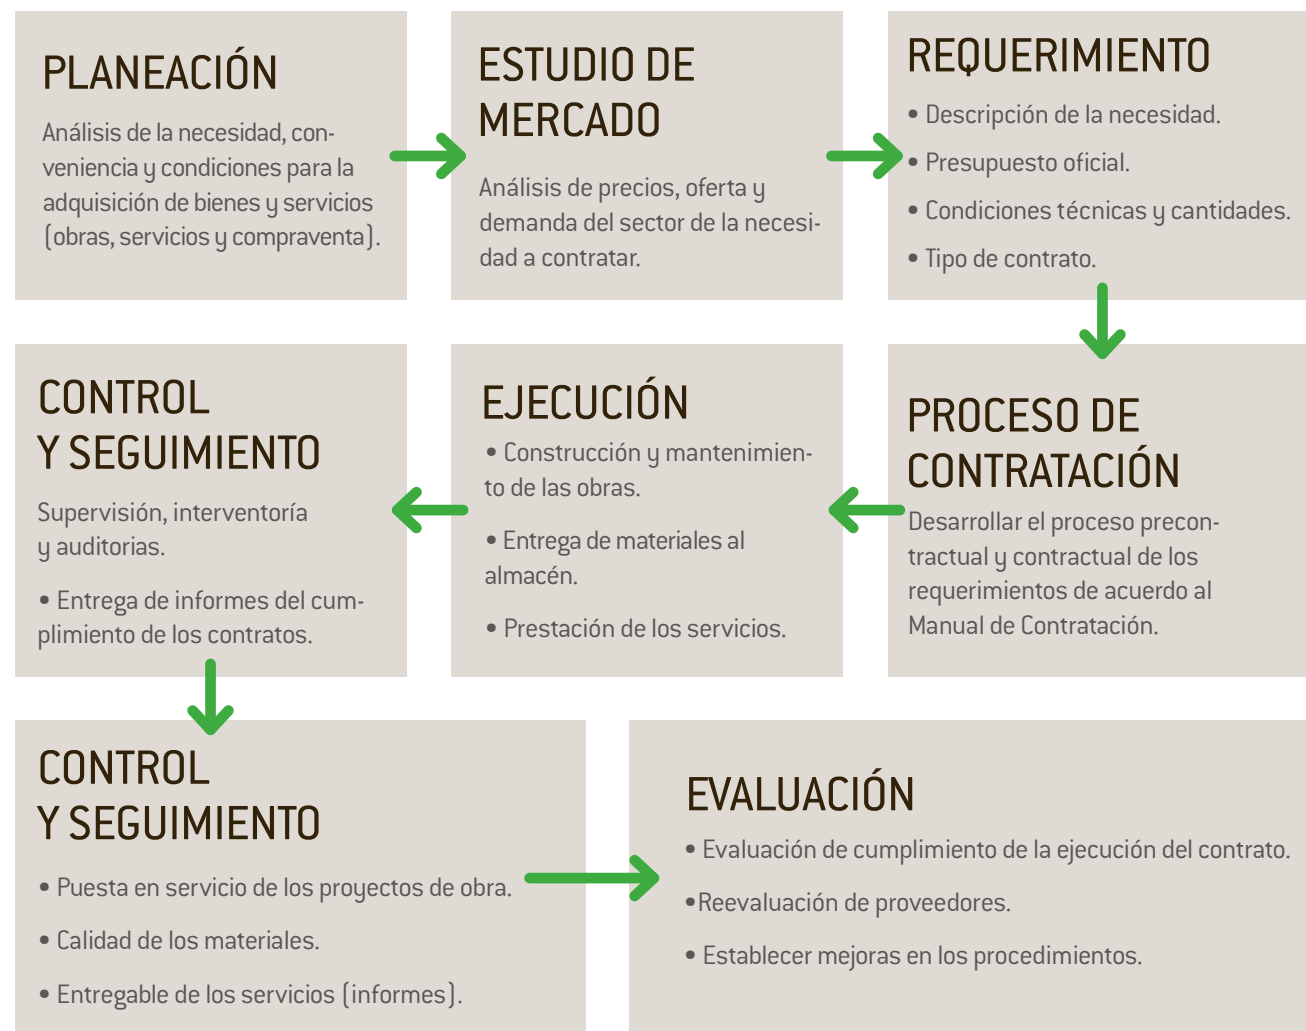 PLANEACIÓN
Análisis de la necesidad, con-
veniencia y condiciones para la
adquisición de bienes y servicios
(obras, servicios y compraventa).
ESTUDIO DE
MERCADO
Análisis de precios, oferta y
demanda del sector de la necesi-
dad a contratar.
REQUERIMIENTO
• Descripción de la necesidad.
• Presupuesto oficial.
• Condiciones técnicas y cantidades.
• Tipo de contrato.
PROCESO DE
CONTRATACIÓN
Desarrollar el proceso precon-
tractual y contractual de los
requerimientos de acuerdo al
Manual de Contratación.
EJECUCIÓN
• Construcción y mantenimien-
to de las obras.
• Entrega de materiales al
almacén.
• Prestación de los servicios.
CONTROL
Y SEGUIMIENTO
Supervisión, interventoría
y auditorias.
• Entrega de informes del cum-
plimiento de los contratos.
CONTROL
Y SEGUIMIENTO
• Puesta en servicio de los proyectos de obra.
• Calidad de los materiales.
• Entregable de los servicios (informes).
EVALUACIÓN
• Evaluación de cumplimiento de la ejecución del contrato.
•Reevaluación de proveedores.
• Establecer mejoras en los procedimientos.